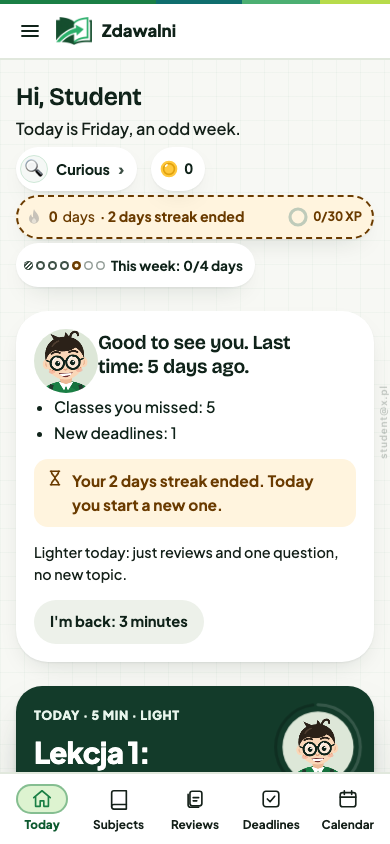 Zdawalni
Hi, Student
Today is Friday, an odd week.
Curious ›
0
0 days · 2 days streak ended
0/30 XP
This week: 0/4 days
Good to see you. Last
time: 5 days ago.
• Classes you missed: 5
• New deadlines: 1
Your 2 days streak ended. Today
you start a new one.
Lighter today: just reviews and one question,
no new topic.
I'm back: 3 minutes
student@x.pl
TODAY · 5 MIN · LIGHT
Lekcja 1:
Today
Subjects
Reviews
Deadlines
Calendar